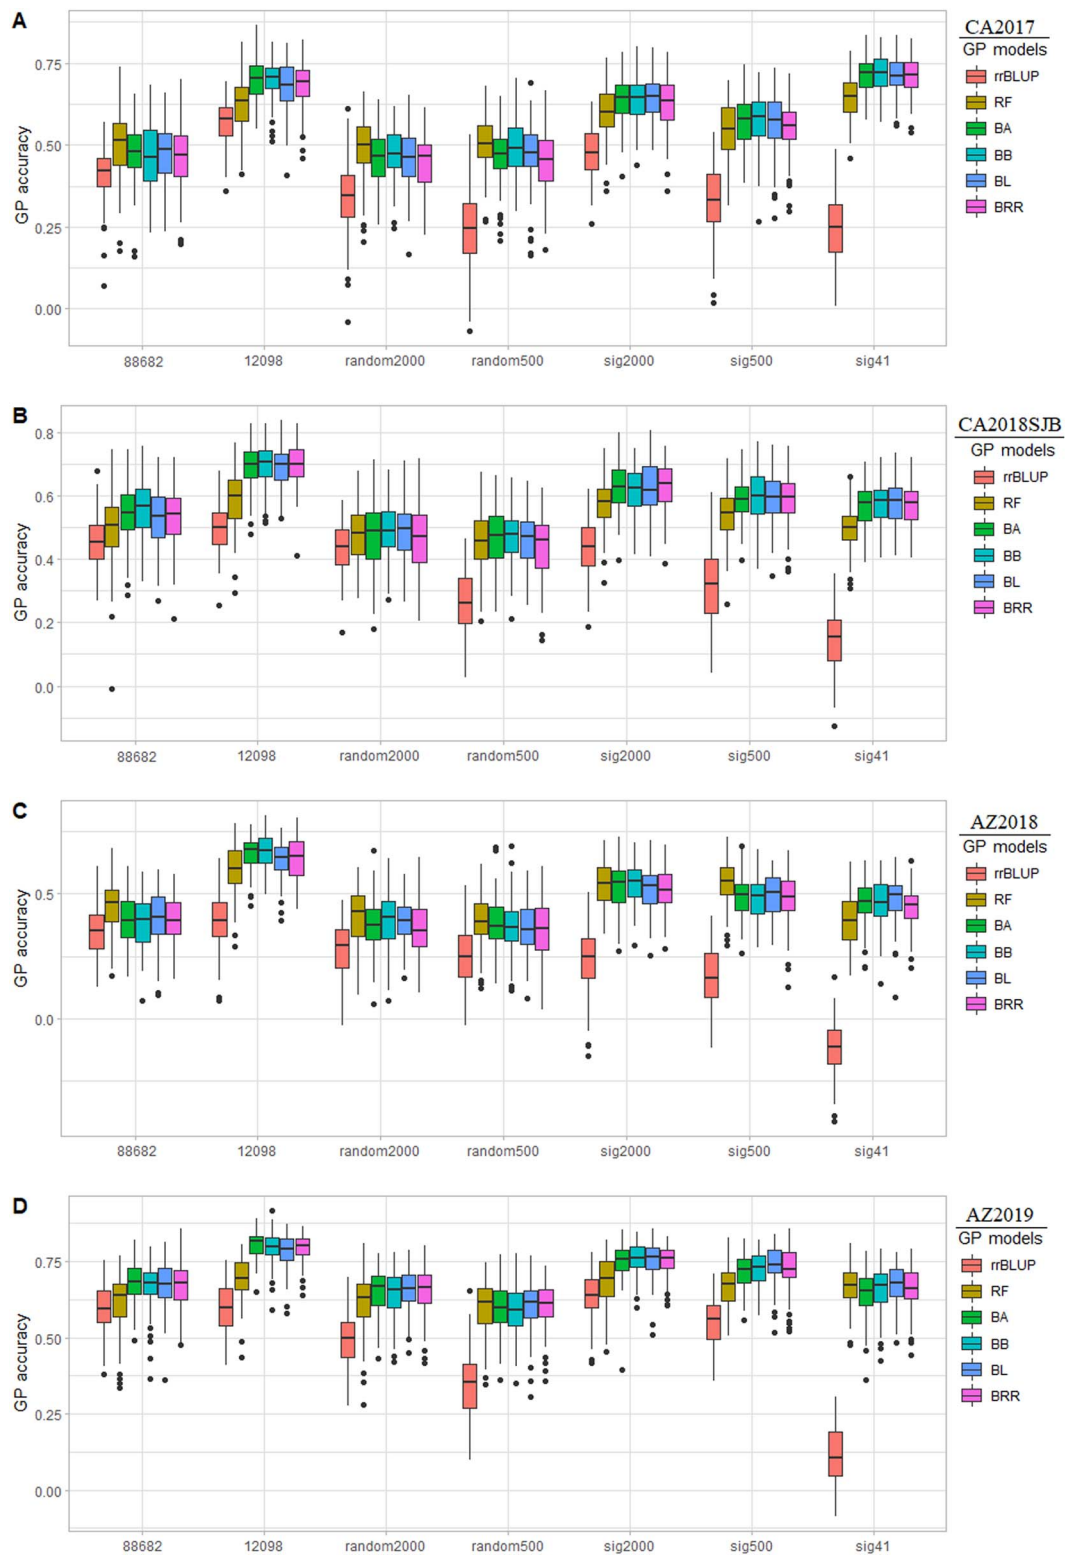 A
CA2017
GP models
rrBLUP
RF
BA
BB
BL
BRR
GP accuracy
0.75
0.50
0.25
0.00
88682
12098
random2000
random500
sig2000
sig500
sig41
B
CA2018SJB
GP models
rrBLUP
RF
BA
BB
BL
BRR
GP accuracy
0.8
0.6
0.4
0.2
0.0
88682
12098
random2000
random500
sig2000
sig500
sig41
C
AZ2018
GP models
rrBLUP
RF
BA
BB
BL
BRR
GP accuracy
0.5
0.0
88682
12098
random2000
random500
sig2000
sig500
sig41
D
AZ2019
GP models
rrBLUP
RF
BA
BB
BL
BRR
GP accuracy
0.75
0.50
0.25
0.00
88682
12098
random2000
random500
sig2000
sig500
sig41